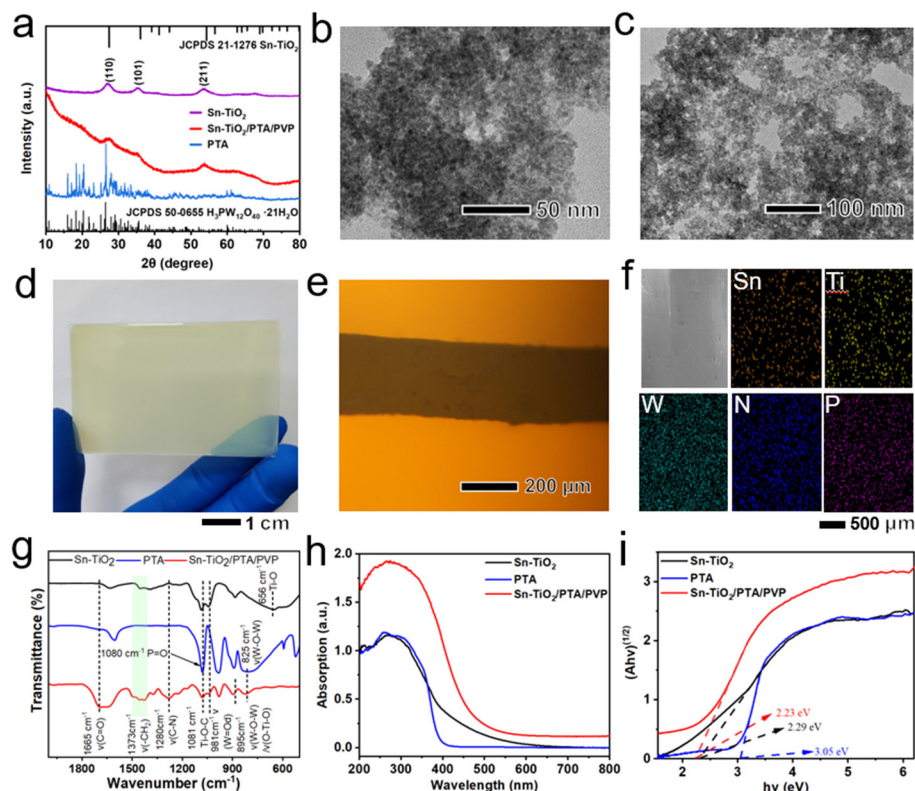 a
JCPDS 21-1276 Sn-TiO2
(110)
(101)
(211)
Sn-TiO2
Sn-TiO2/PTA/PVP
PTA
JCPDS 50-0655 H3PW12O40 ·21H2O
Intensity (a.u.)
10 20 30 40 50 60 70 80
2θ (degree)
b
50 nm
c
100 nm
d
1 cm
e
200 μm
f
Sn
Ti
W
N
P
500 μm
g
Sn-TiO2 PTA Sn-TiO2/PTA/PVP
656 cm-1
Ti-O
1080 cm-1 P=O
825 cm-1
ν(W-O-W)
1665 cm-1
ν(C=O)
1373cm-1
ν(-CH2)
1280cm-1
ν(C-N)
1081 cm-1
Ti-O-C
981cm-1 ν
(W=Od)
895cm-1
ν(W-O-W)
/ν(O-Ti-O)
Transmittance (%)
2000 1600 1200 800
Wavenumber (cm-1)
h
Sn-TiO2
PTA
Sn-TiO2/PTA/PVP
Absorption (a.u.)
2.0
1.5
1.0
0.5
0.0
200 300 400 500 600 700 800
Wavelength (nm)
i
Sn-TiO2
PTA
Sn-TiO2/PTA/PVP
(Ahv)(1/2)
3
2
1
0
2.23 eV
2.29 eV
3.05 eV
2 3 4 5 6
hv (eV)